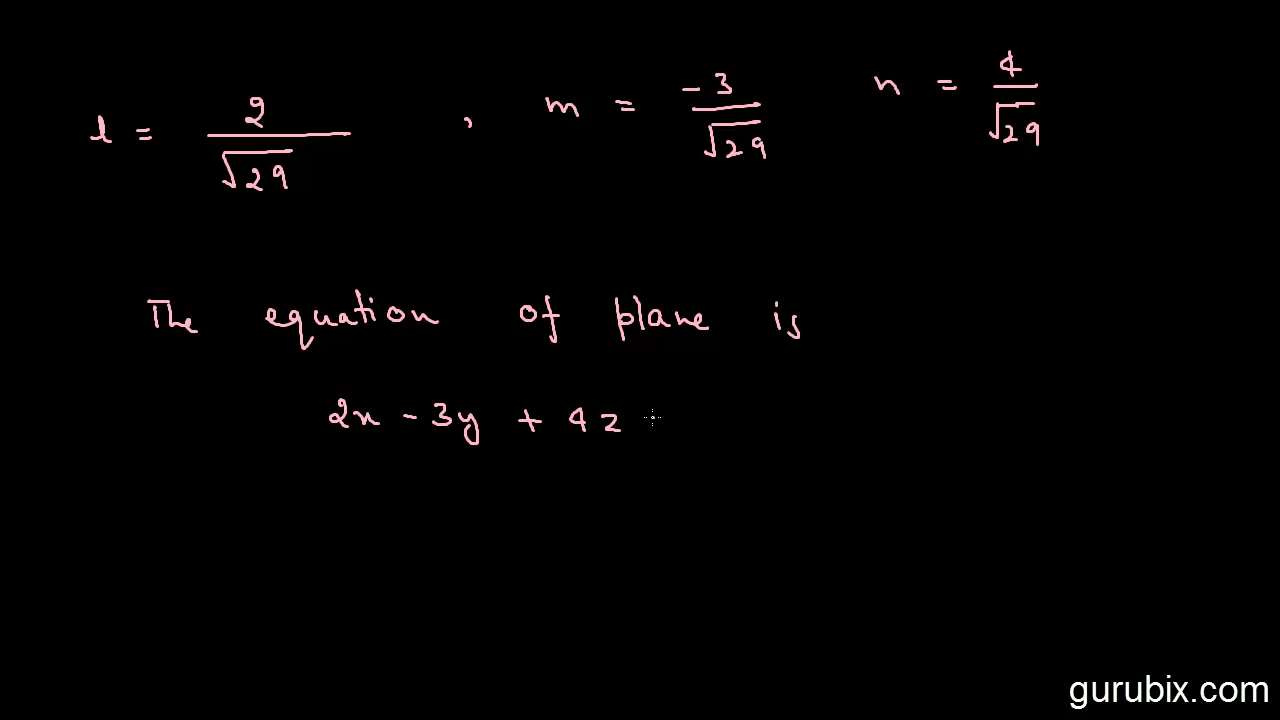 l = 2/√29 , m = -3/√29 n = 4/√29
The equation of plane is
2x - 3y + 4z
gurubix.com